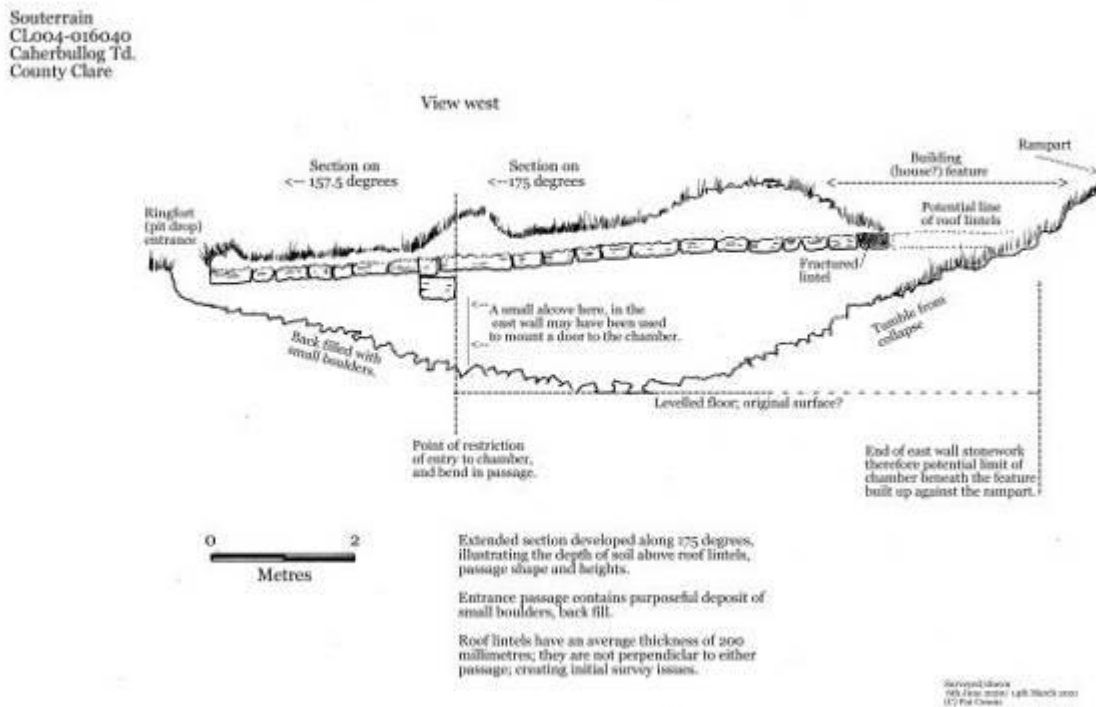 Souterrain
CL004-016040
Caherbullog Td.
County Clare
View west
Section on
<-- 157.5 degrees
Section on
<-- 175 degrees
Building
(house?) feature
Rampart
Ringfort
(pit drop)
entrance
Potential line
of roof lintels
Fractured
lintel
<-- A small alcove here, in the
east wall may have been used
to mount a door to the chamber.
<--
Back filled with
small boulders.
Tumble from
collapse
Levelled floor; original surface?
Point of restriction
of entry to chamber,
and bend in passage.
End of east wall stonework
therefore potential limit of
chamber beneath the feature
built up against the rampart.
0 2
Metres
Extended section developed along 175 degrees,
illustrating the depth of soil above roof lintels,
passage shape and heights.
Entrance passage contains purposeful deposit of
small boulders, back fill.
Roof lintels have an average thickness of 200
millimetres; they are not perpendiclar to either
passage; creating initial survey issues.
Surveyed/drawn
14th March
(C) Pat